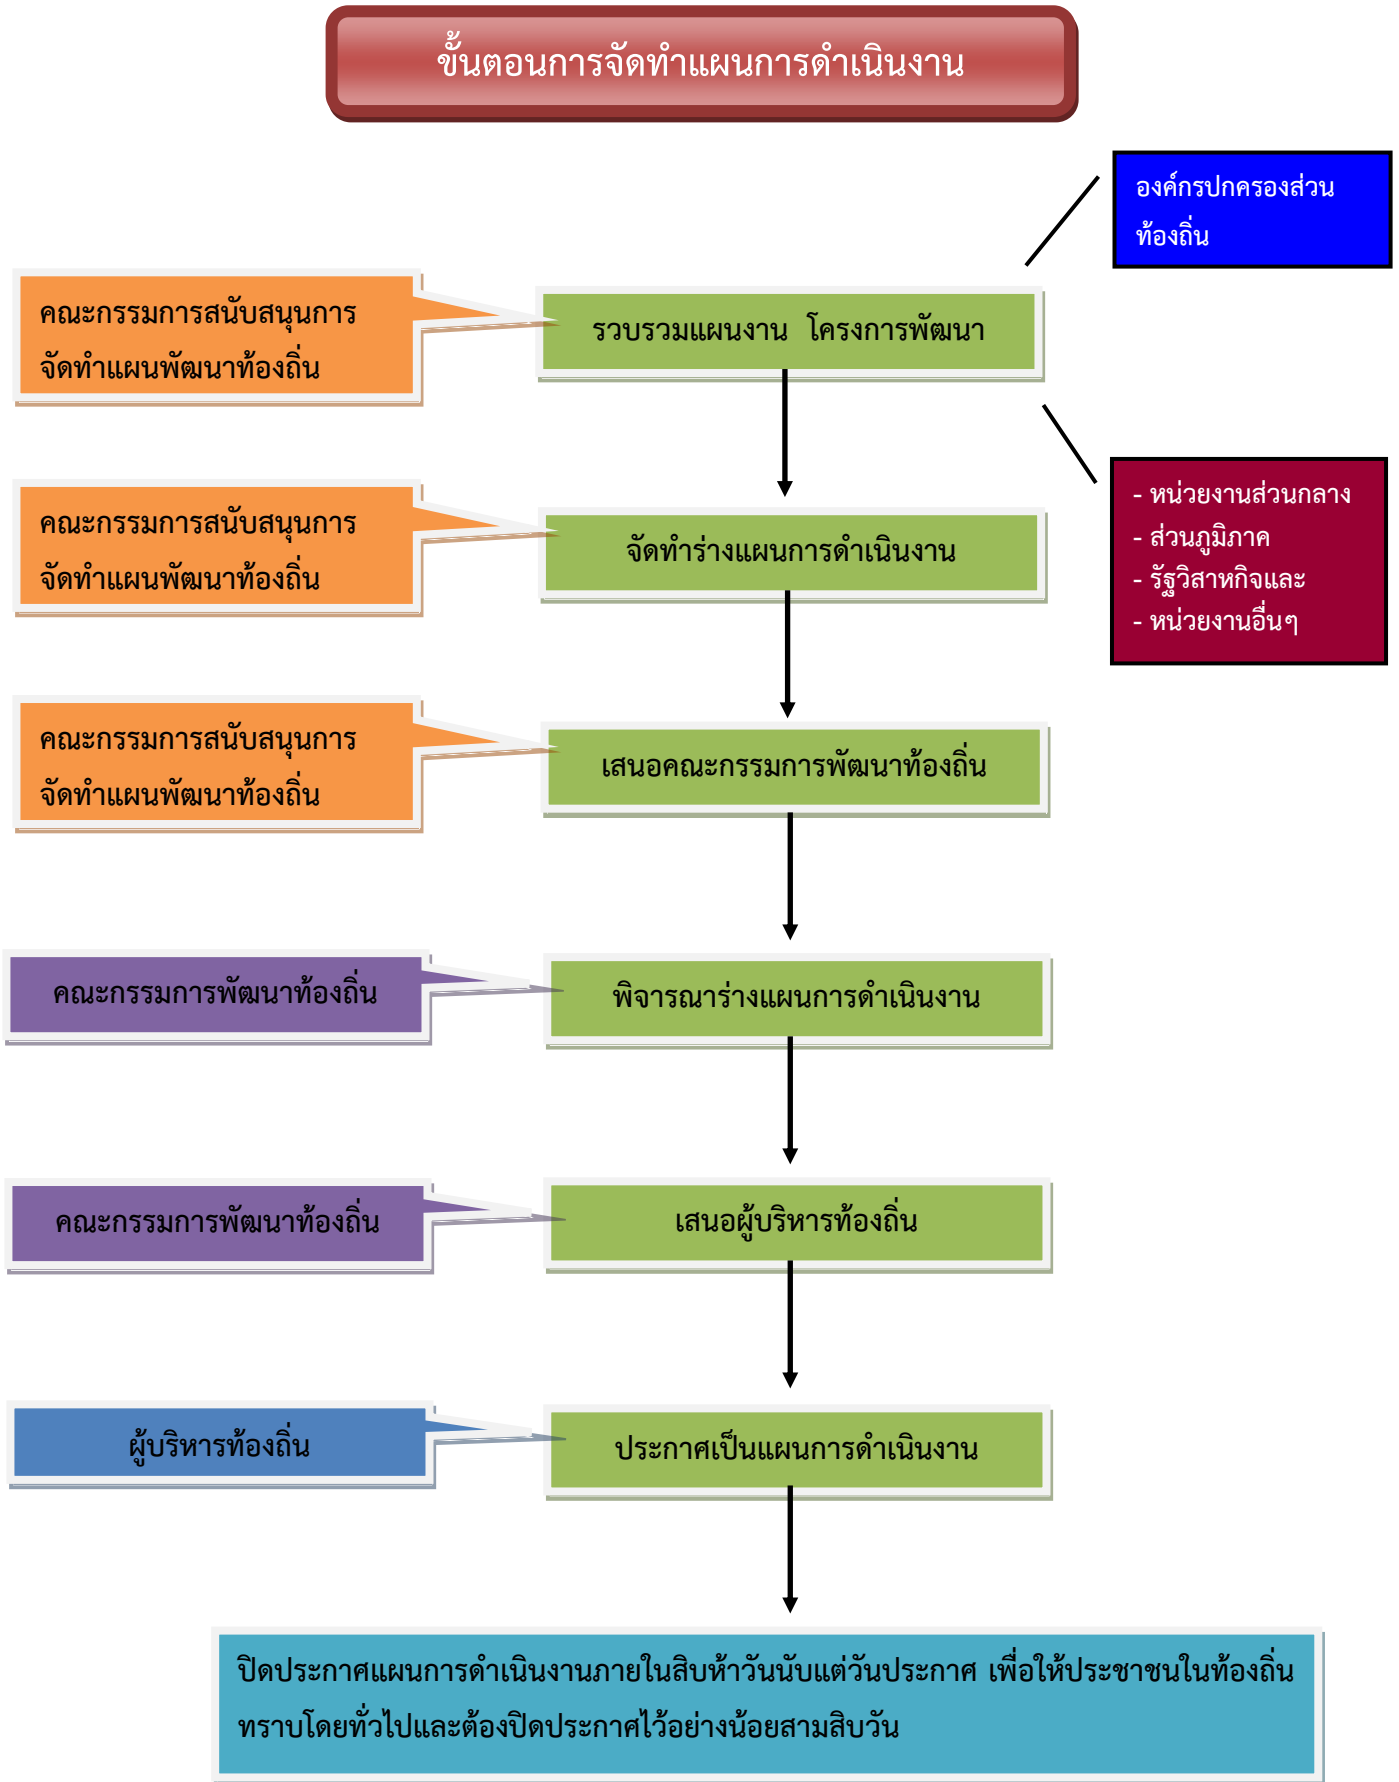 ขั้นตอนการจัดทำแผนการดำเนินงาน
องค์กรปกครองส่วน
ท้องถิ่น
คณะกรรมการสนับสนุนการ
จัดทำแผนพัฒนาท้องถิ่น
รวบรวมแผนงาน โครงการพัฒนา
- หน่วยงานส่วนกลาง
- ส่วนภูมิภาค
- รัฐวิสาหกิจและ
- หน่วยงานอื่นๆ
คณะกรรมการสนับสนุนการ
จัดทำแผนพัฒนาท้องถิ่น
จัดทำร่างแผนการดำเนินงาน
คณะกรรมการสนับสนุนการ
จัดทำแผนพัฒนาท้องถิ่น
เสนอคณะกรรมการพัฒนาท้องถิ่น
คณะกรรมการพัฒนาท้องถิ่น
พิจารณาร่างแผนการดำเนินงาน
คณะกรรมการพัฒนาท้องถิ่น
เสนอผู้บริหารท้องถิ่น
ผู้บริหารท้องถิ่น
ประกาศเป็นแผนการดำเนินงาน
ปิดประกาศแผนการดำเนินงานภายในสิบห้าวันนับแต่วันประกาศ เพื่อให้ประชาชนในท้องถิ่น
ทราบโดยทั่วไปและต้องปิดประกาศไว้อย่างน้อยสามสิบวัน